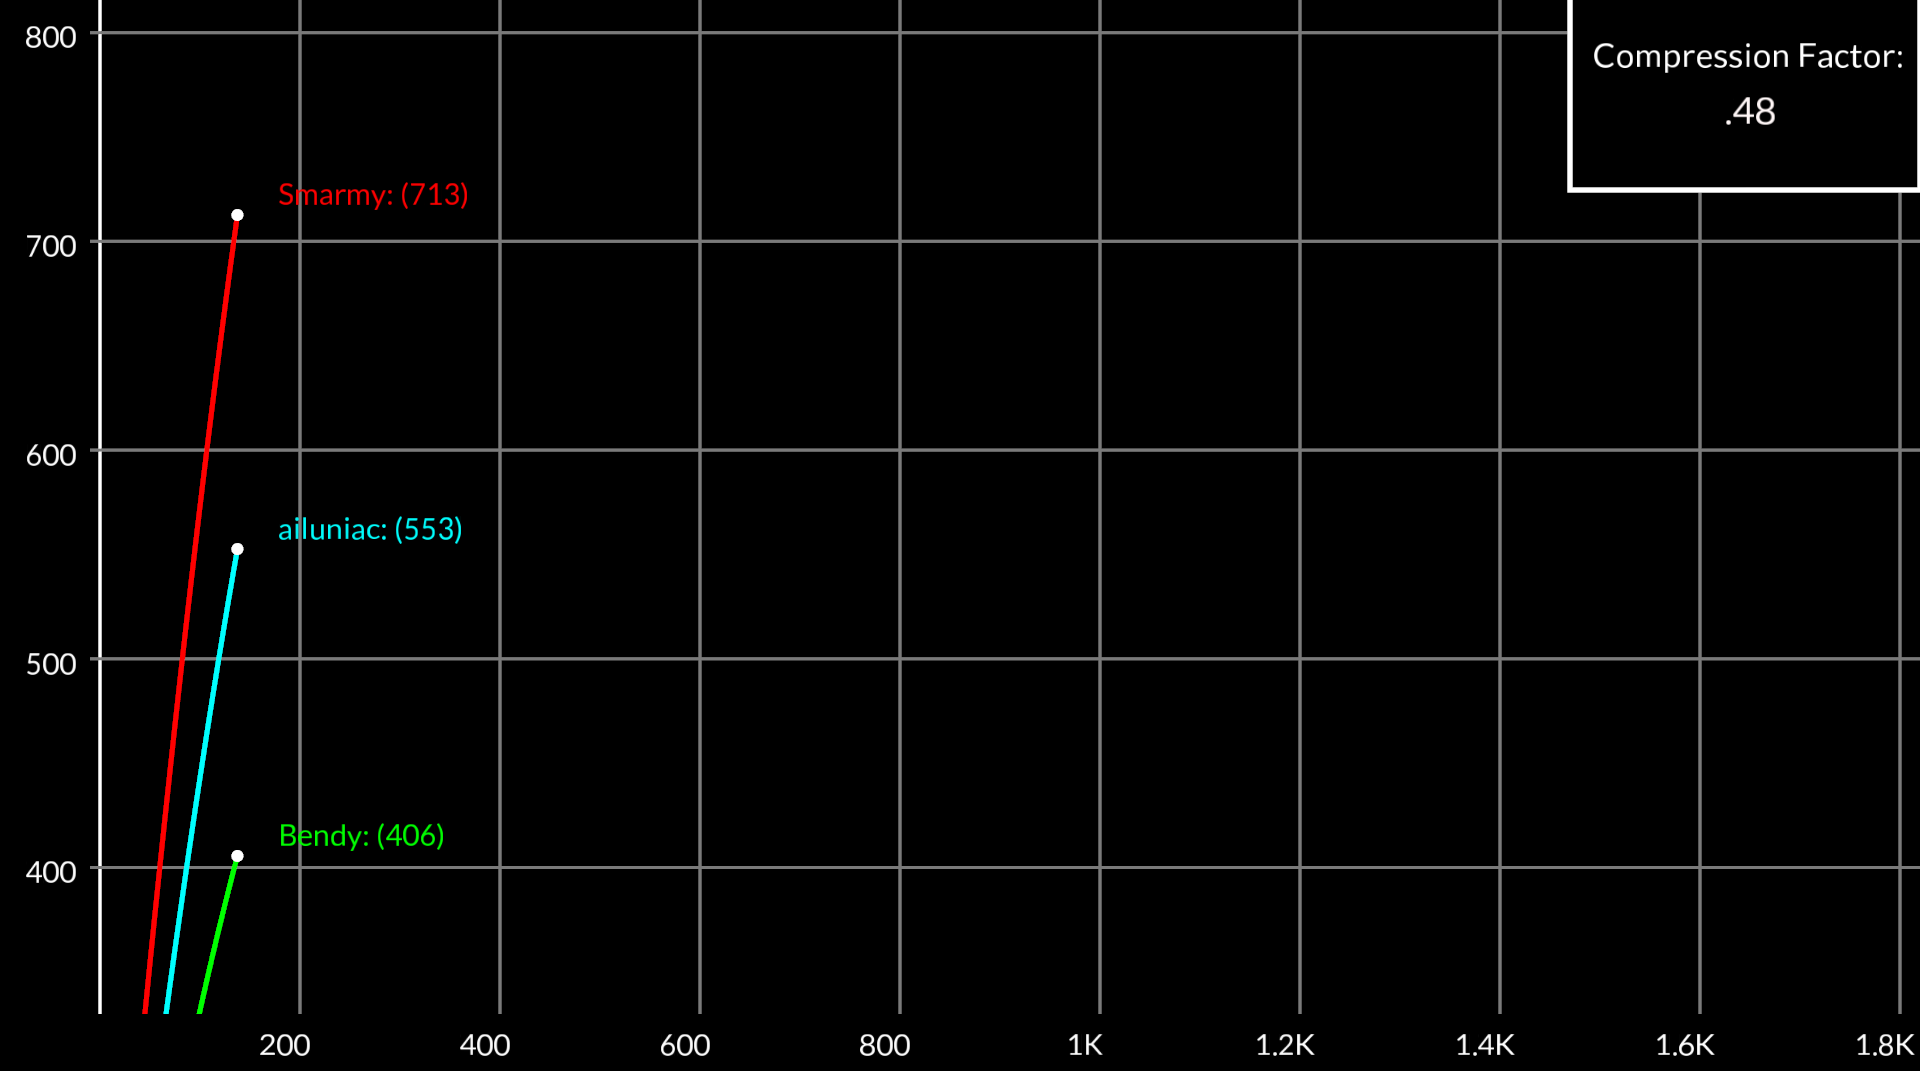 800
Compression Factor:
.48
Smarmy: (713)
700
600
ailuniac: (553)
500
Bendy: (406)
400
200 400 600 800 1K 1.2K 1.4K 1.6K 1.8K